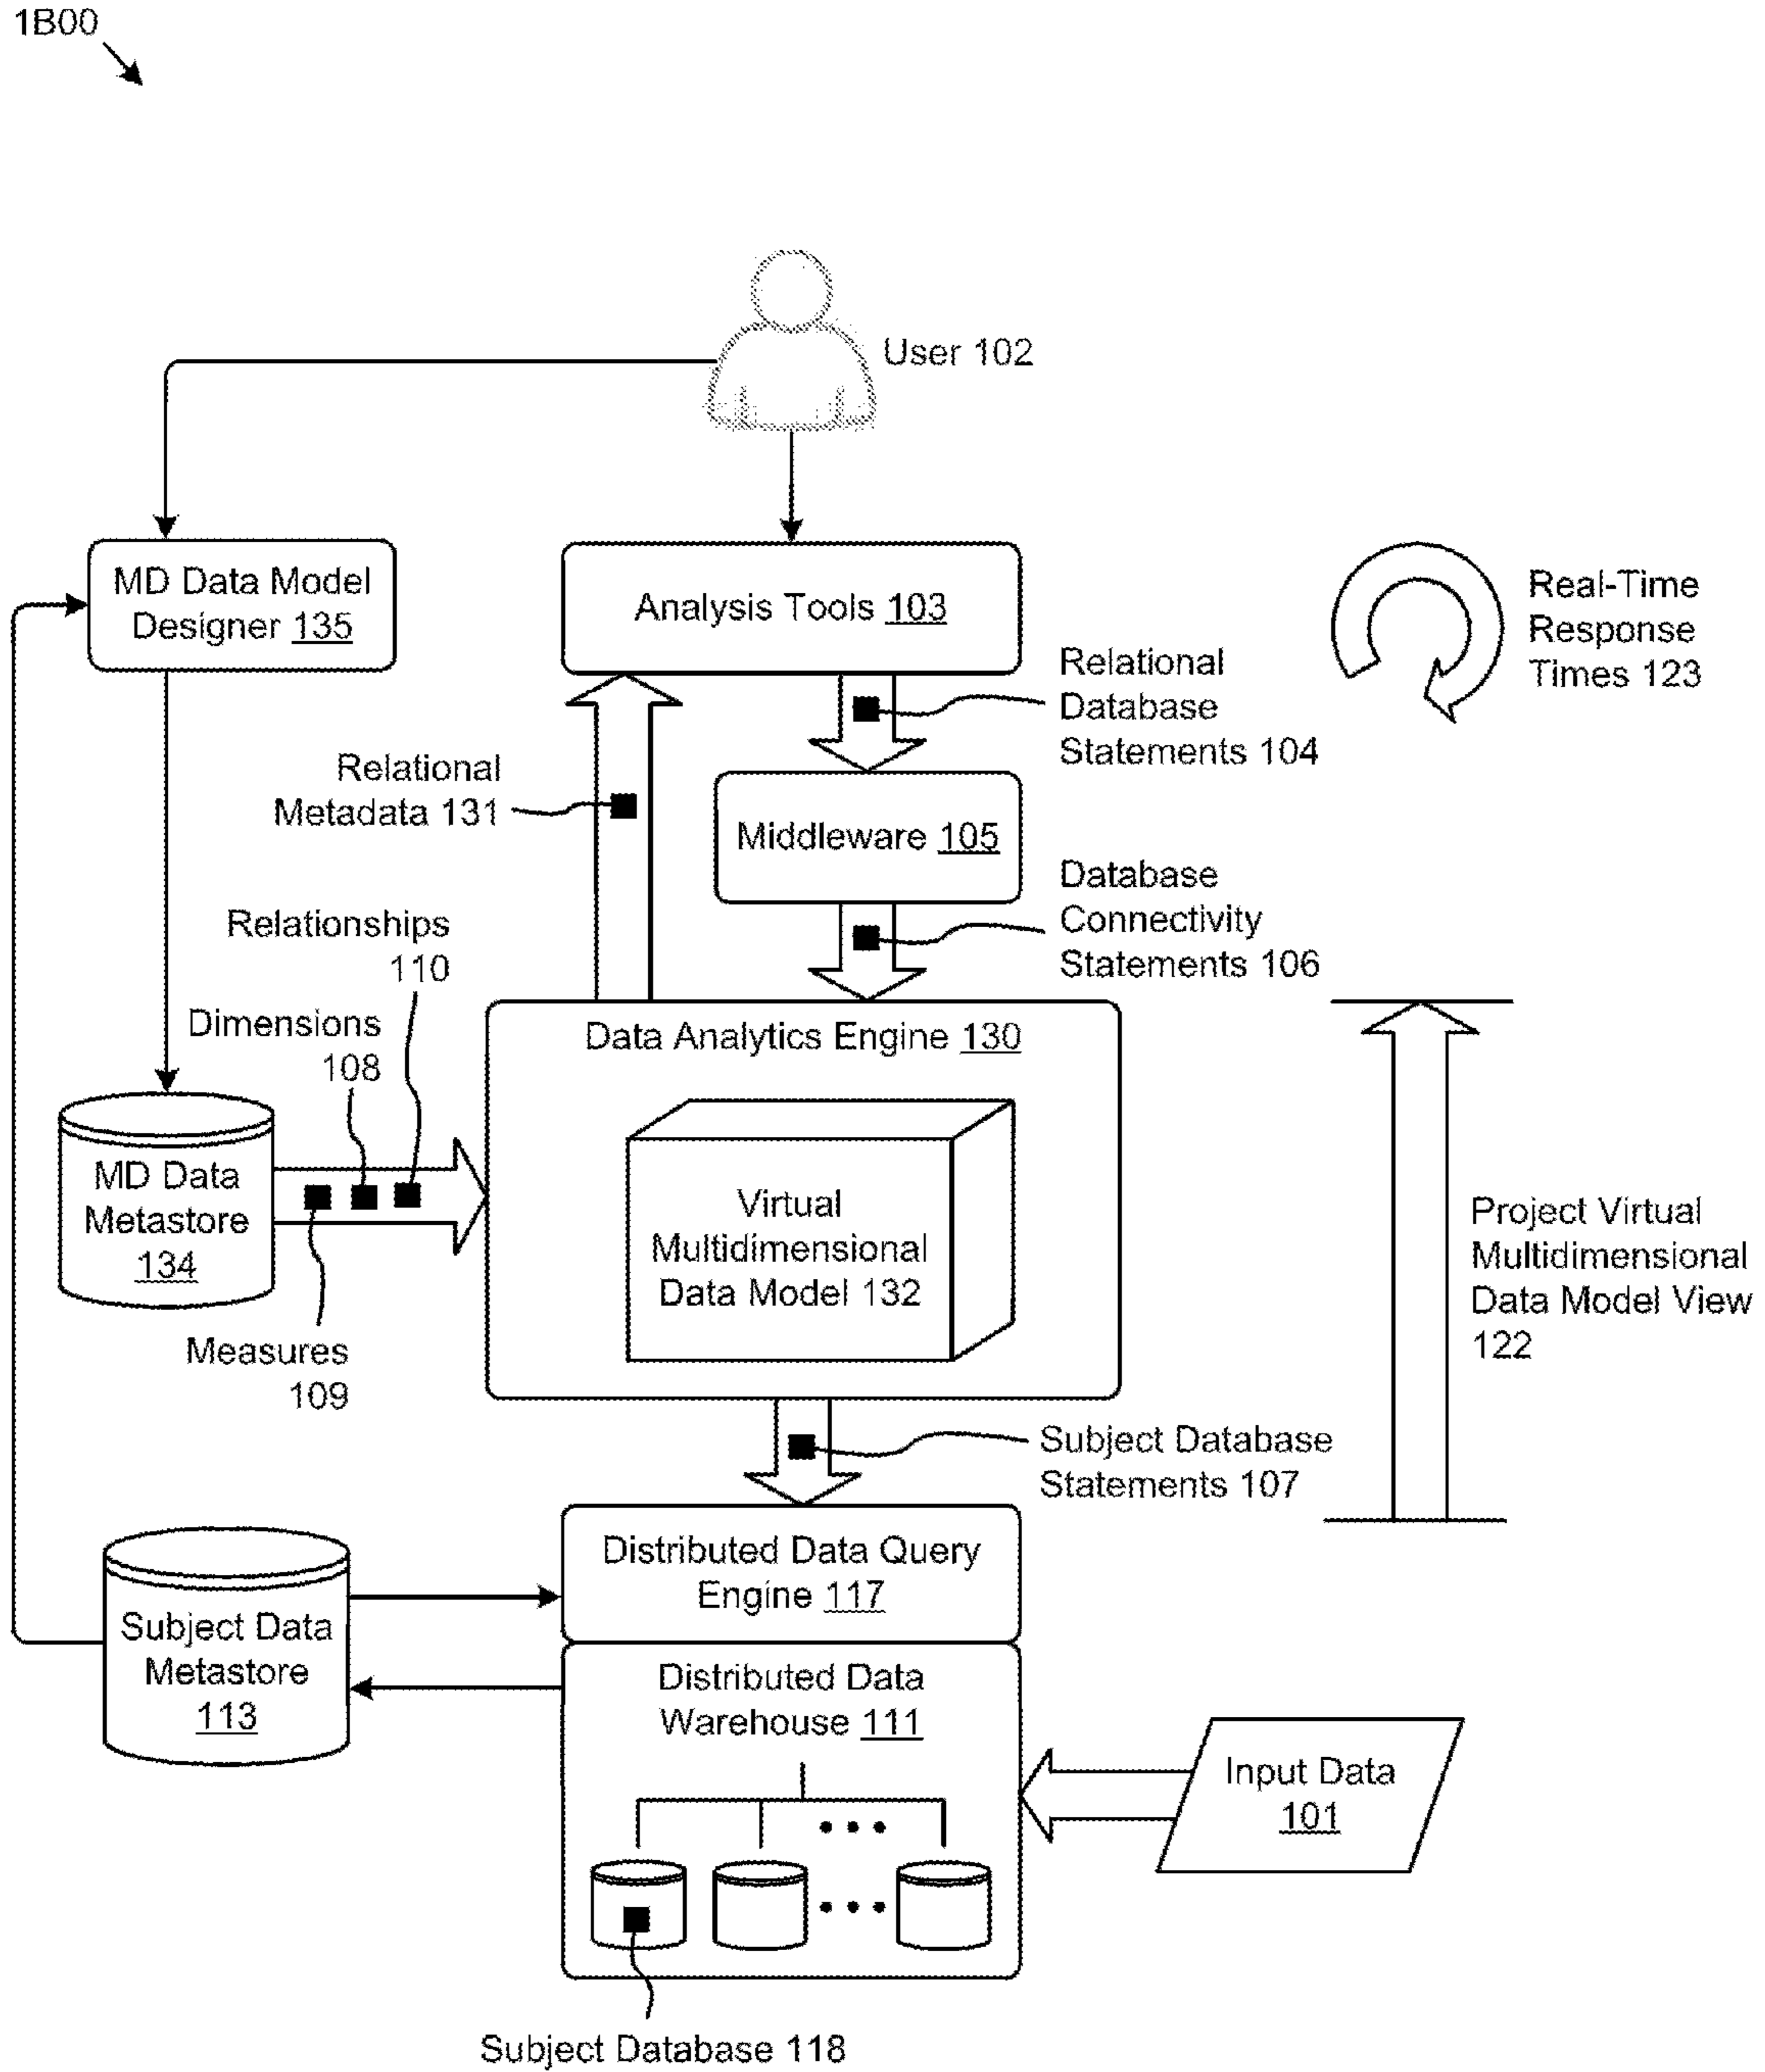 1B00
User 102
MD Data Model
Designer 135
Analysis Tools 103
Real-Time
Response
Times 123
Relational
Database
Statements 104
Relational
Metadata 131
Middleware 105
Database
Connectivity
Statements 106
Relationships
110
Dimensions
108
Data Analytics Engine 130
MD Data
Metastore
134
Virtual
Multidimensional
Data Model 132
Project Virtual
Multidimensional
Data Model View
122
Measures
109
Subject Database
Statements 107
Distributed Data Query
Engine 117
Subject Data
Metastore
113
Distributed Data
Warehouse 111
Input Data
101
Subject Database 118